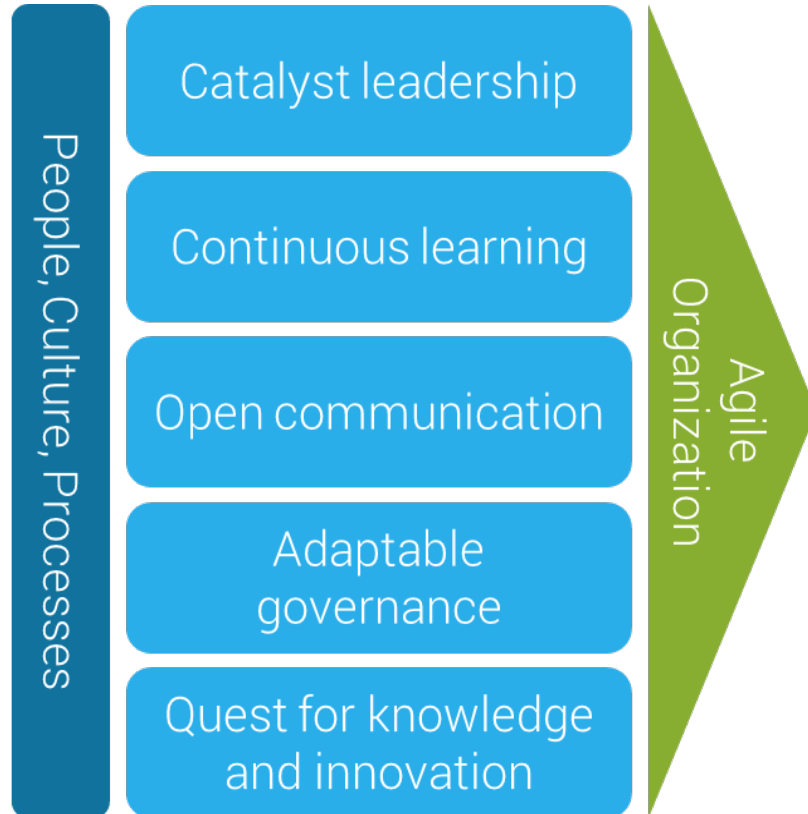 People, Culture, Processes
Catalyst leadership
Continuous learning
Open communication
Adaptable
governance
Quest for knowledge
and innovation
Agile
Organization